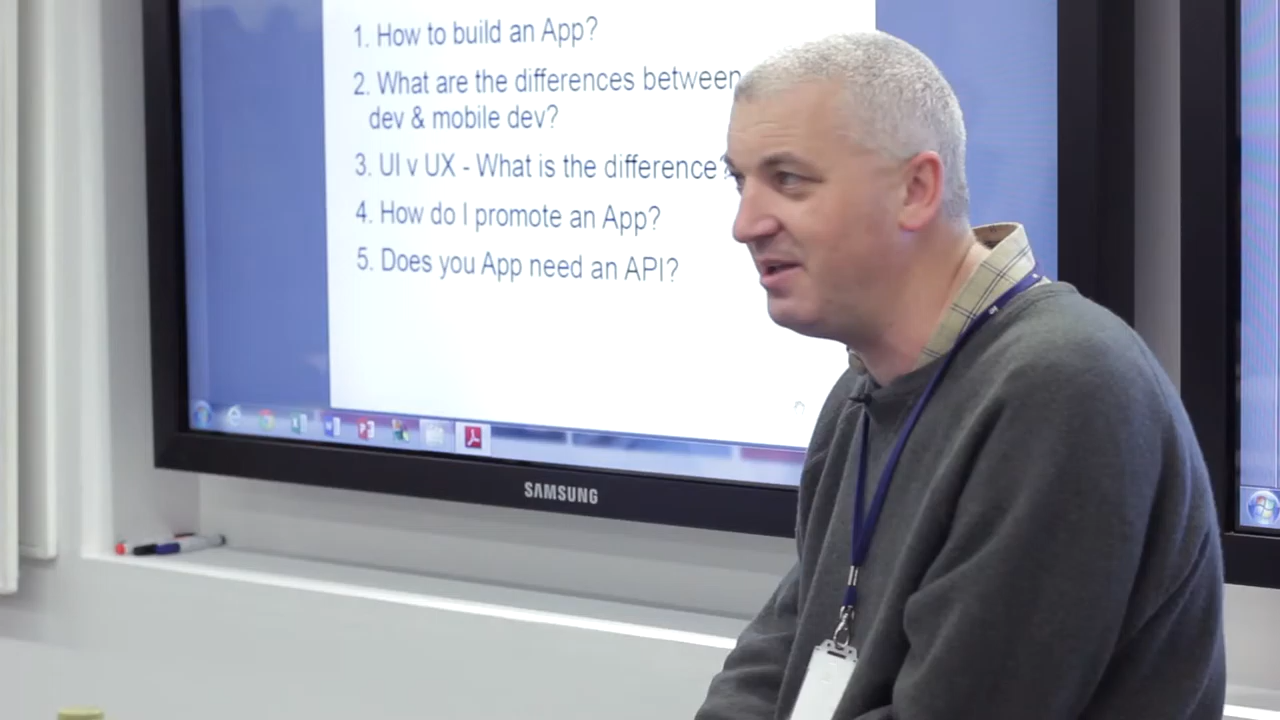 1. How to build an App?
2. What are the differences between
dev & mobile dev?
3. UI v UX - What is the difference?
4. How do I promote an App?
5. Does you App need an API?
SAMSUNG